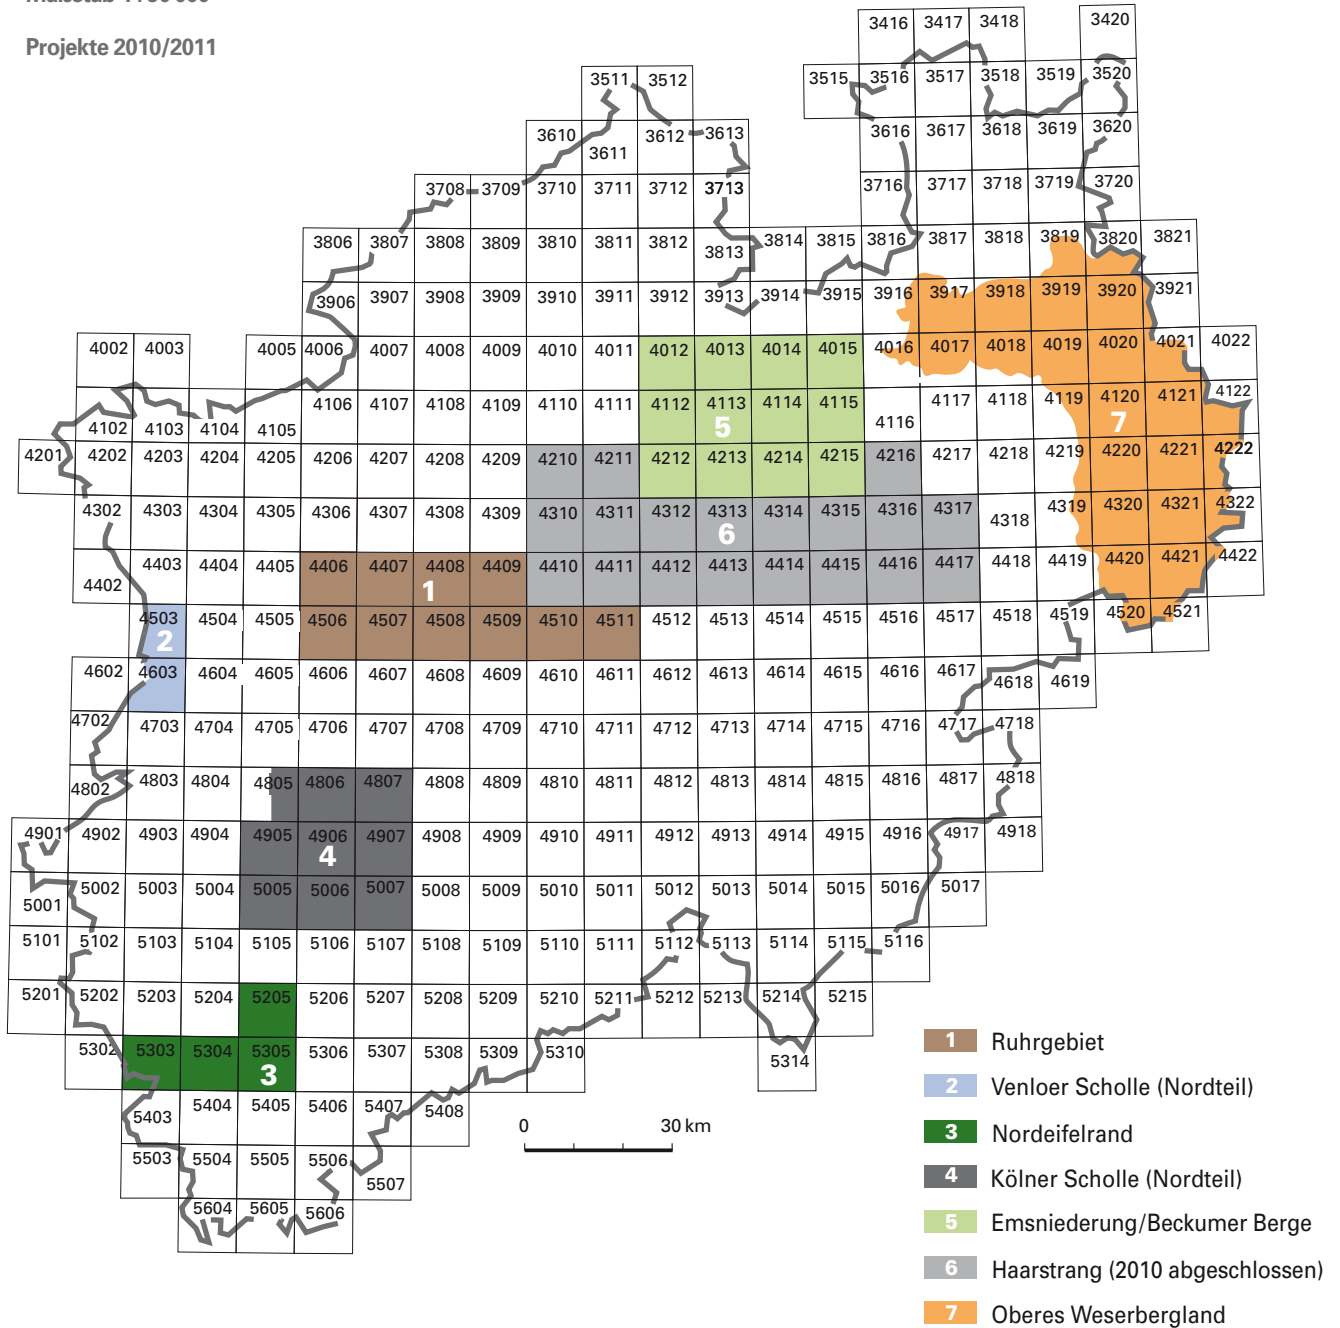 Projekte 2010/2011
3416 3417 3418 3420
3511 3512 3515 3516 3517 3518 3519 3520
3610 3611 3612 3613 3616 3617 3618 3619 3620
3708 3709 3710 3711 3712 3713 3716 3717 3718 3719 3720
3806 3807 3808 3809 3810 3811 3812 3813 3814 3815 3816 3817 3818 3819 3820 3821
3906 3907 3908 3909 3910 3911 3912 3913 3914 3915 3916 3917 3918 3919 3920 3921
4002 4003 4005 4006 4007 4008 4009 4010 4011 4012 4013 4014 4015 4016 4017 4018 4019 4020 4021 4022
4102 4103 4104 4105 4106 4107 4108 4109 4110 4111 4112 4113 4114 4115 4116 4117 4118 4119 4120 4121 4122
5 7
4201 4202 4203 4204 4205 4206 4207 4208 4209 4210 4211 4212 4213 4214 4215 4216 4217 4218 4219 4220 4221 4222
4302 4303 4304 4305 4306 4307 4308 4309 4310 4311 4312 4313 4314 4315 4316 4317 4318 4319 4320 4321 4322
6
4402 4403 4404 4405 4406 4407 4408 4409 4410 4411 4412 4413 4414 4415 4416 4417 4418 4419 4420 4421 4422
1
4503 4504 4505 4506 4507 4508 4509 4510 4511 4512 4513 4514 4515 4516 4517 4518 4519 4520 4521
2
4602 4603 4604 4605 4606 4607 4608 4609 4610 4611 4612 4613 4614 4615 4616 4617 4618 4619
4702 4703 4704 4705 4706 4707 4708 4709 4710 4711 4712 4713 4714 4715 4716 4717 4718
4802 4803 4804 4805 4806 4807 4808 4809 4810 4811 4812 4813 4814 4815 4816 4817 4818
4901 4902 4903 4904 4905 4906 4907 4908 4909 4910 4911 4912 4913 4914 4915 4916 4917 4918
4
5001 5002 5003 5004 5005 5006 5007 5008 5009 5010 5011 5012 5013 5014 5015 5016 5017
5101 5102 5103 5104 5105 5106 5107 5108 5109 5110 5111 5112 5113 5114 5115 5116
5201 5202 5203 5204 5205 5206 5207 5208 5209 5210 5211 5212 5213 5214 5215
5302 5303 5304 5305 5306 5307 5308 5309 5310 5314
3
5403 5404 5405 5406 5407 5408
5503 5504 5505 5506 5507
5604 5605 5606
0 30 km
1 Ruhrgebiet
2 Venloer Scholle (Nordteil)
3 Nordeifelrand
4 Kölner Scholle (Nordteil)
5 Emsniederung/Beckumer Berge
6 Haarstrang (2010 abgeschlossen)
7 Oberes Weserbergland